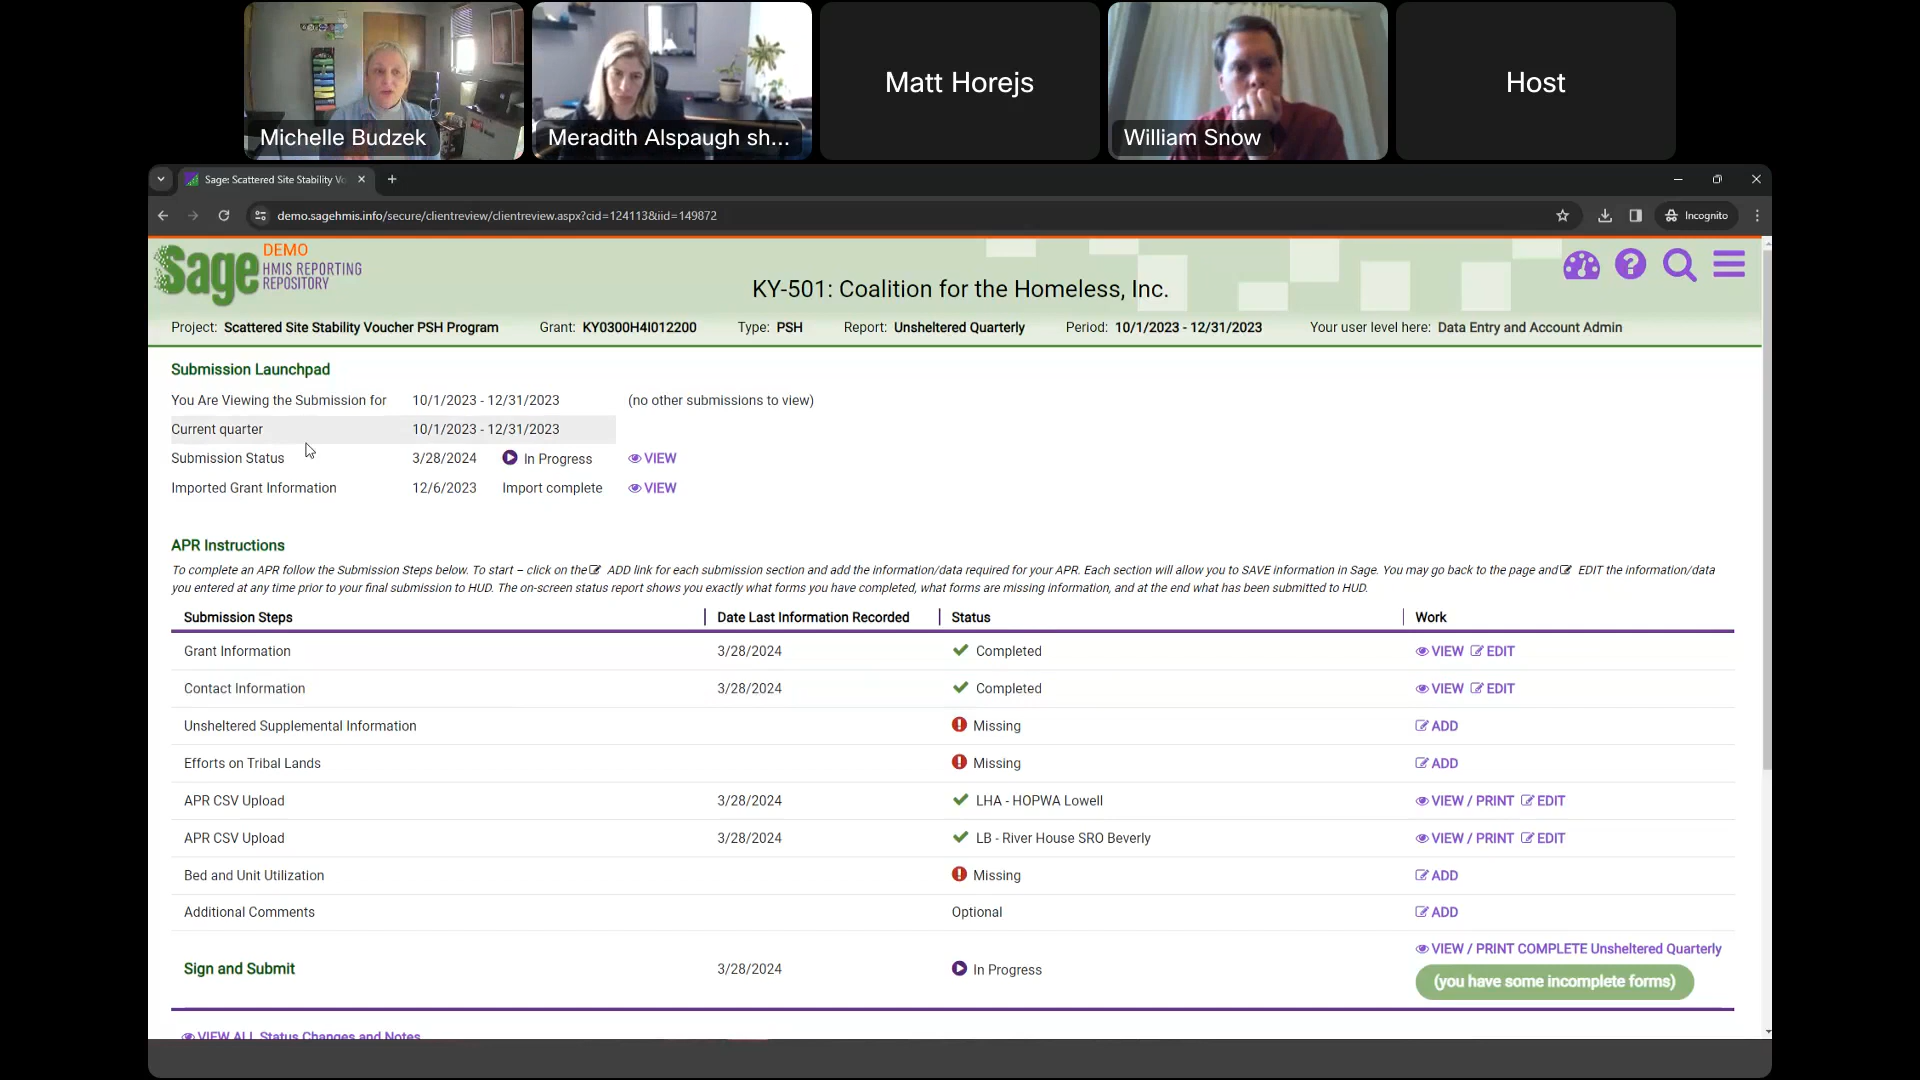 Michelle Budzek
Meradith Alspaugh sh...
Matt Horejs
William Snow
Host
Sage: Scattered Site Stability Vo
demo.sagehmis.info/secure/clientreview/clientreview.aspx?cid=124113&iid=149872
Incognito
Sage DEMO
HMIS REPORTING
REPOSITORY
KY-501: Coalition for the Homeless, Inc.
Project: Scattered Site Stability Voucher PSH Program Grant: KY0300H4I012200 Type: PSH Report: Unsheltered Quarterly Period: 10/1/2023 - 12/31/2023 Your user level here: Data Entry and Account Admin
Submission Launchpad
You Are Viewing the Submission for 10/1/2023 - 12/31/2023 (no other submissions to view)
Current quarter 10/1/2023 - 12/31/2023
Submission Status 3/28/2024 In Progress VIEW
Imported Grant Information 12/6/2023 Import complete VIEW
APR Instructions
To complete an APR follow the Submission Steps below. To start – click on the ADD link for each submission section and add the information/data required for your APR. Each section will allow you to SAVE information in Sage. You may go back to the page and EDIT the information/data
you entered at any time prior to your final submission to HUD. The on-screen status report shows you exactly what forms you have completed, what forms are missing information, and at the end what has been submitted to HUD.
Submission Steps Date Last Information Recorded Status Work
Grant Information 3/28/2024 Completed VIEW EDIT
Contact Information 3/28/2024 Completed VIEW EDIT
Unsheltered Supplemental Information Missing ADD
Efforts on Tribal Lands Missing ADD
APR CSV Upload 3/28/2024 LHA - HOPWA Lowell VIEW / PRINT EDIT
APR CSV Upload 3/28/2024 LB - River House SRO Beverly VIEW / PRINT EDIT
Bed and Unit Utilization Missing ADD
Additional Comments Optional ADD
VIEW / PRINT COMPLETE Unsheltered Quarterly
Sign and Submit 3/28/2024 In Progress
(you have some incomplete forms)
VIEW ALL Status Changes and Notes